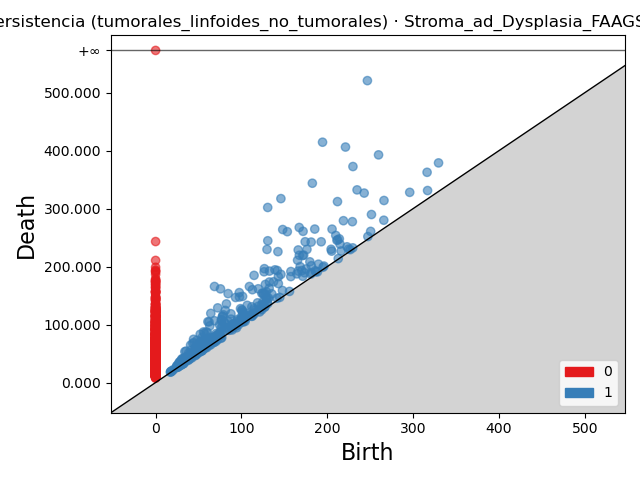 ersistencia (tumorales_linfoides_no_tumorales) · Stroma_ad_Dysplasia_FAAGS
+∞
500.000
400.000
300.000
200.000
100.000
0.000
Death
0
1
0 100 200 300 400 500
Birth